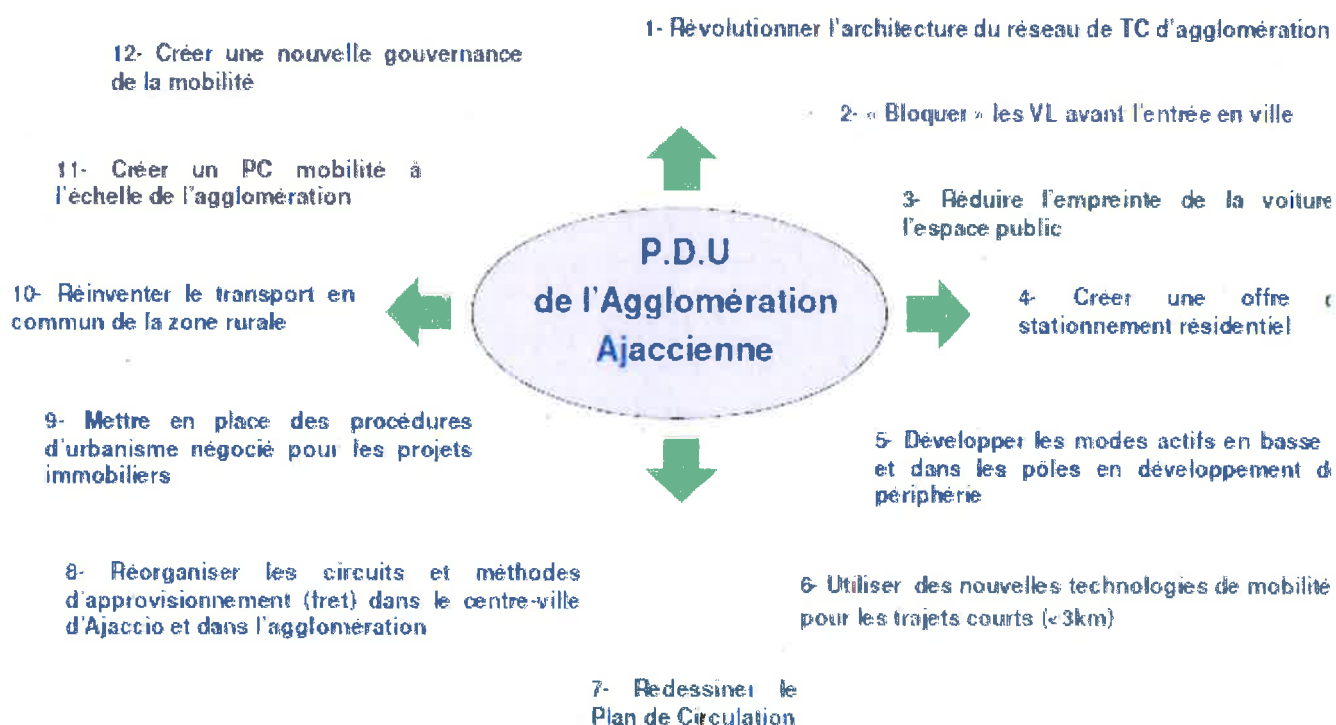 1- Révolutionner l'architecture du réseau de TC d'agglomération
12- Créer une nouvelle gouvernance
de la mobilité
2- « Bloquer » les VL avant l'entrée en ville
11- Créer un PC mobilité à
l'échelle de l'agglomération
3- Réduire l'empreinte de la voiture
l'espace public
P.D.U
de l'Agglomération
Ajaccienne
10- Réinventer le transport en
commun de la zone rurale
4- Créer une offre
stationnement résidentiel
9- Mettre en place des procédures
d'urbanisme négocié pour les projets
immobiliers
5- Développer les modes actifs en basse
et dans les pôles en développement de
périphérie
8- Réorganiser les circuits et méthodes
d'approvisionnement (fret) dans le centre-ville
d'Ajaccio et dans l'agglomération
6- Utiliser des nouvelles technologies de mobilité
pour les trajets courts (<3km)
7- Redessiner le
Plan de Circulation